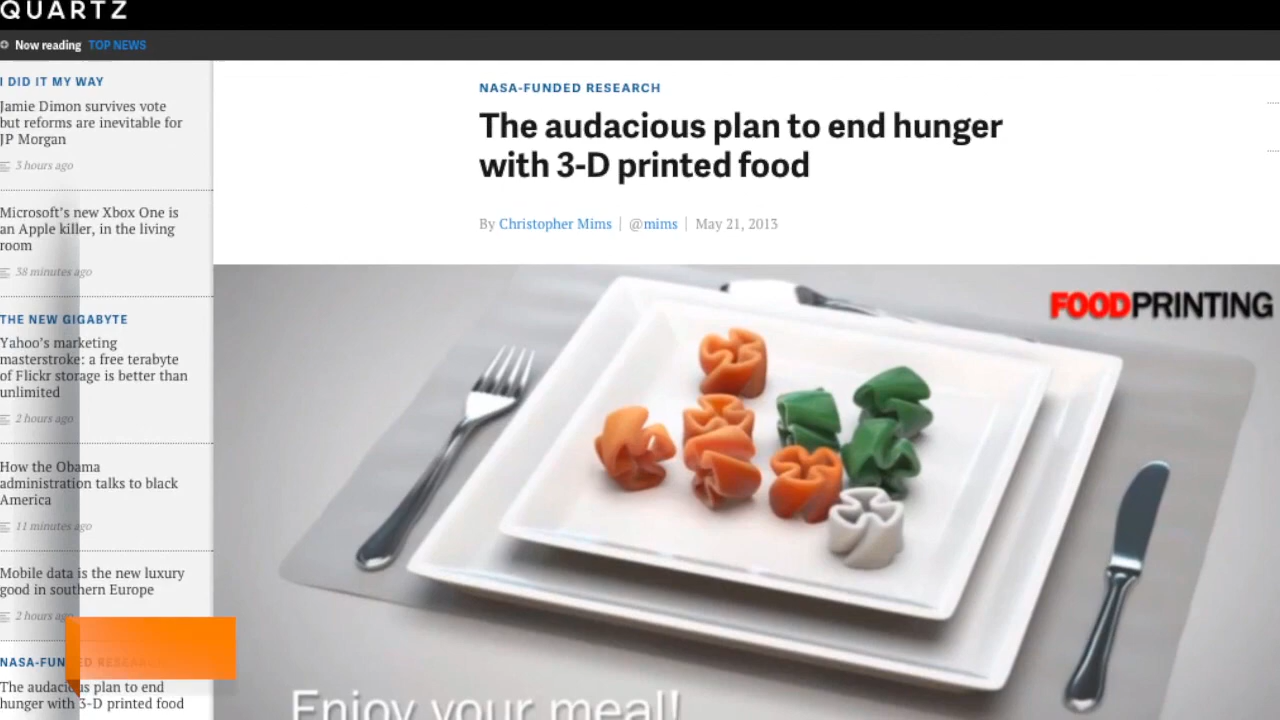 QUARTZ
Now reading TOP NEWS
I DID IT MY WAY
Jamie Dimon survives vote
but reforms are inevitable for
JP Morgan
3 hours ago
Microsoft's new Xbox One is
an Apple killer, in the living
room
38 minutes ago
THE NEW GIGABYTE
Yahoo's marketing
masterstroke: a free terabyte
of Flickr storage is better than
unlimited
2 hours ago
How the Obama
administration talks to black
America
11 minutes ago
Mobile data is the new luxury
good in southern Europe
2 hours ago
NASA-FUNDED RESEARCH
The audacious plan to end
hunger with 3-D printed food
NASA-FUNDED RESEARCH
The audacious plan to end hunger
with 3-D printed food
By Christopher Mims | @mims | May 21, 2013
FOODPRINTING
Enjoy your meal!